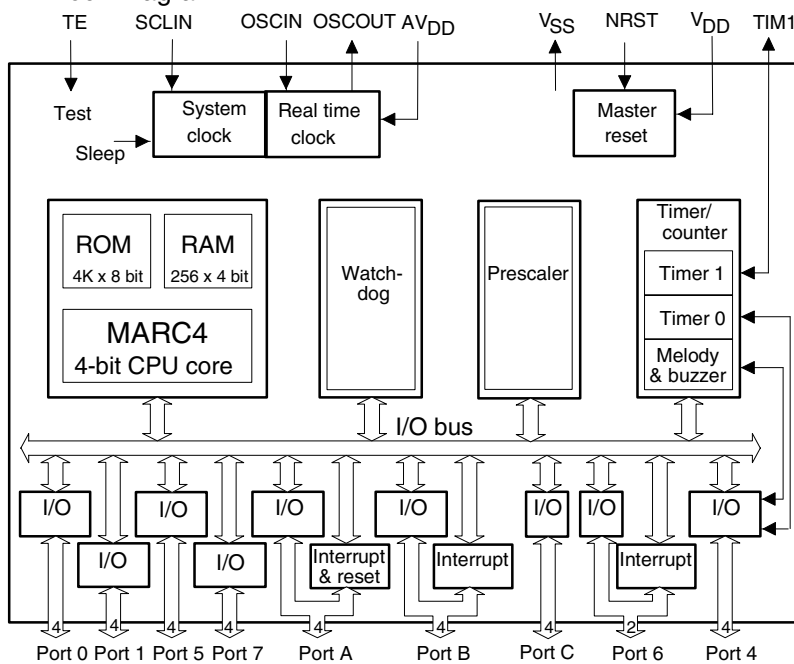 TE SCLIN OSCIN OSCOUT AVDD VSS NRST VDD TIM1
Test
Sleep
System
clock
Real time
clock
Master
reset
ROM
4K x 8 bit
RAM
256 x 4 bit
MARC4
4-bit CPU core
Watch-
dog
Prescaler
Timer/
counter
Timer 1
Timer 0
Melody
& buzzer
I/O bus
I/O I/O I/O I/O I/O I/O I/O
I/O I/O
Interrupt
& reset
Interrupt
Interrupt
4 4 4 4 4 4 4 2 4
Port 0 Port 1 Port 5 Port 7 Port A Port B Port C Port 6 Port 4